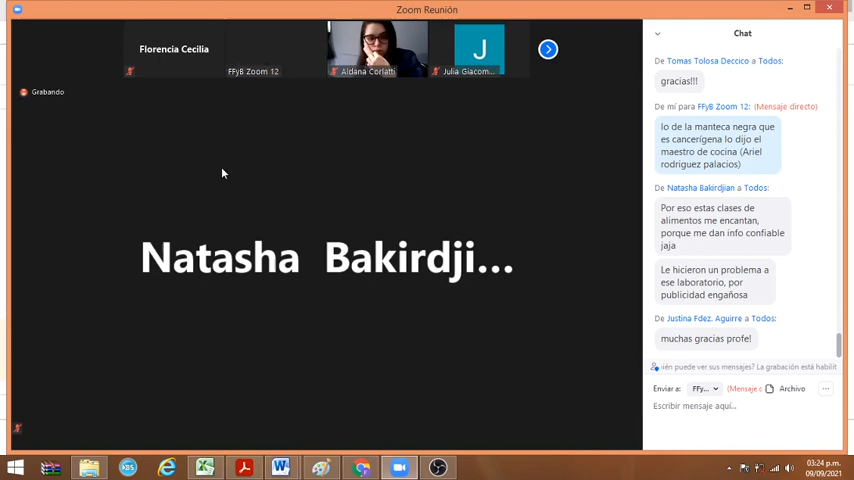 Zoom Reunión
Florencia Cecilia
FFyB Zoom 12
Aldana Corlatti
J
Julia Giacom...
Grabando
Natasha Bakirdji...
Chat
De Tomas Tolosa Deccico a Todos:
gracias!!!
De mí para FFyB Zoom 12: (Mensaje directo)
lo de la manteca negra que
es cancerígena lo dijo el
maestro de cocina (Ariel
rodriguez palacios)
De Natasha Bakirdjian a Todos:
Por eso estas clases de
alimentos me encantan,
porque me dan info confiable
jaja
Le hicieron un problema a
ese laboratorio, por
publicidad engañosa
De Justina Fdez. Aguirre a Todos:
muchas gracias profe!
ién puede ver sus mensajes? La grabación está habilit
Enviar a: FFy... (Mensaje c Archivo ...
Escribir mensaje aquí...
KBS
03:24 p.m.
09/09/2021